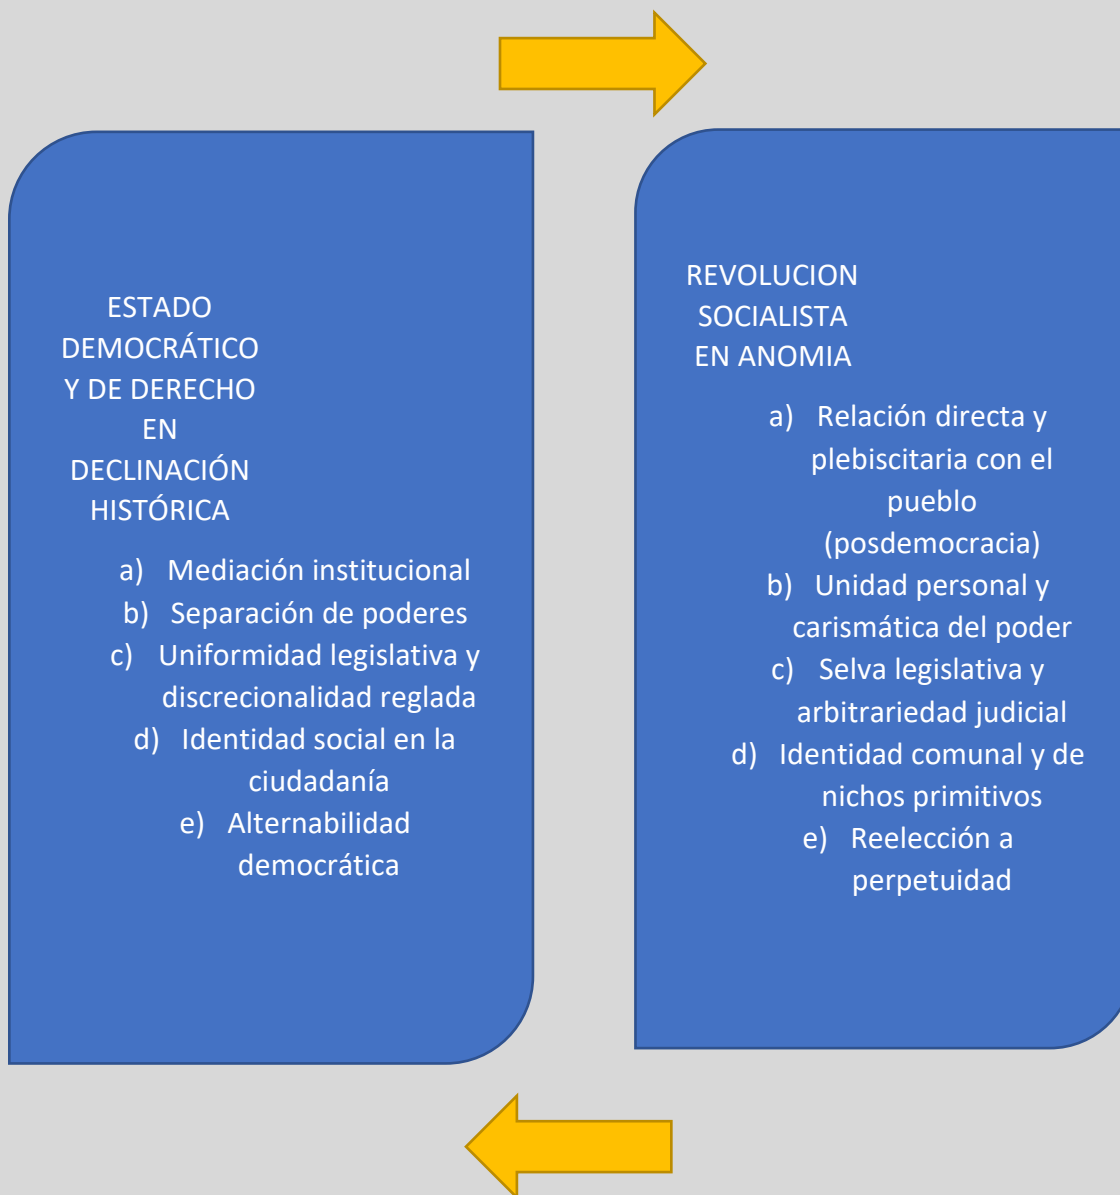 ESTADO
DEMOCRÁTICO
Y DE DERECHO
EN
DECLINACIÓN
HISTÓRICA
a) Mediación institucional
b) Separación de poderes
c) Uniformidad legislativa y
discrecionalidad reglada
d) Identidad social en la
ciudadanía
e) Alternabilidad
democrática
REVOLUCION
SOCIALISTA
EN ANOMIA
a) Relación directa y
plebiscitaria con el
pueblo
(posdemocracia)
b) Unidad personal y
carismática del poder
c) Selva legislativa y
arbitrariedad judicial
d) Identidad comunal y de
nichos primitivos
e) Reelección a
perpetuidad